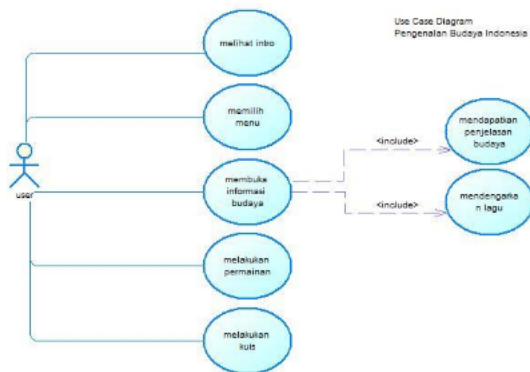 Use Case Diagram
Pengenalan Budaya Indonesia
melihat intro
memilih
menu
user
membuka
informasi
budaya
<include>
mendapatkan
penjelasan
budaya
<include>
mendengarka
n lagu
melakukan
permainan
melakukan
kuis